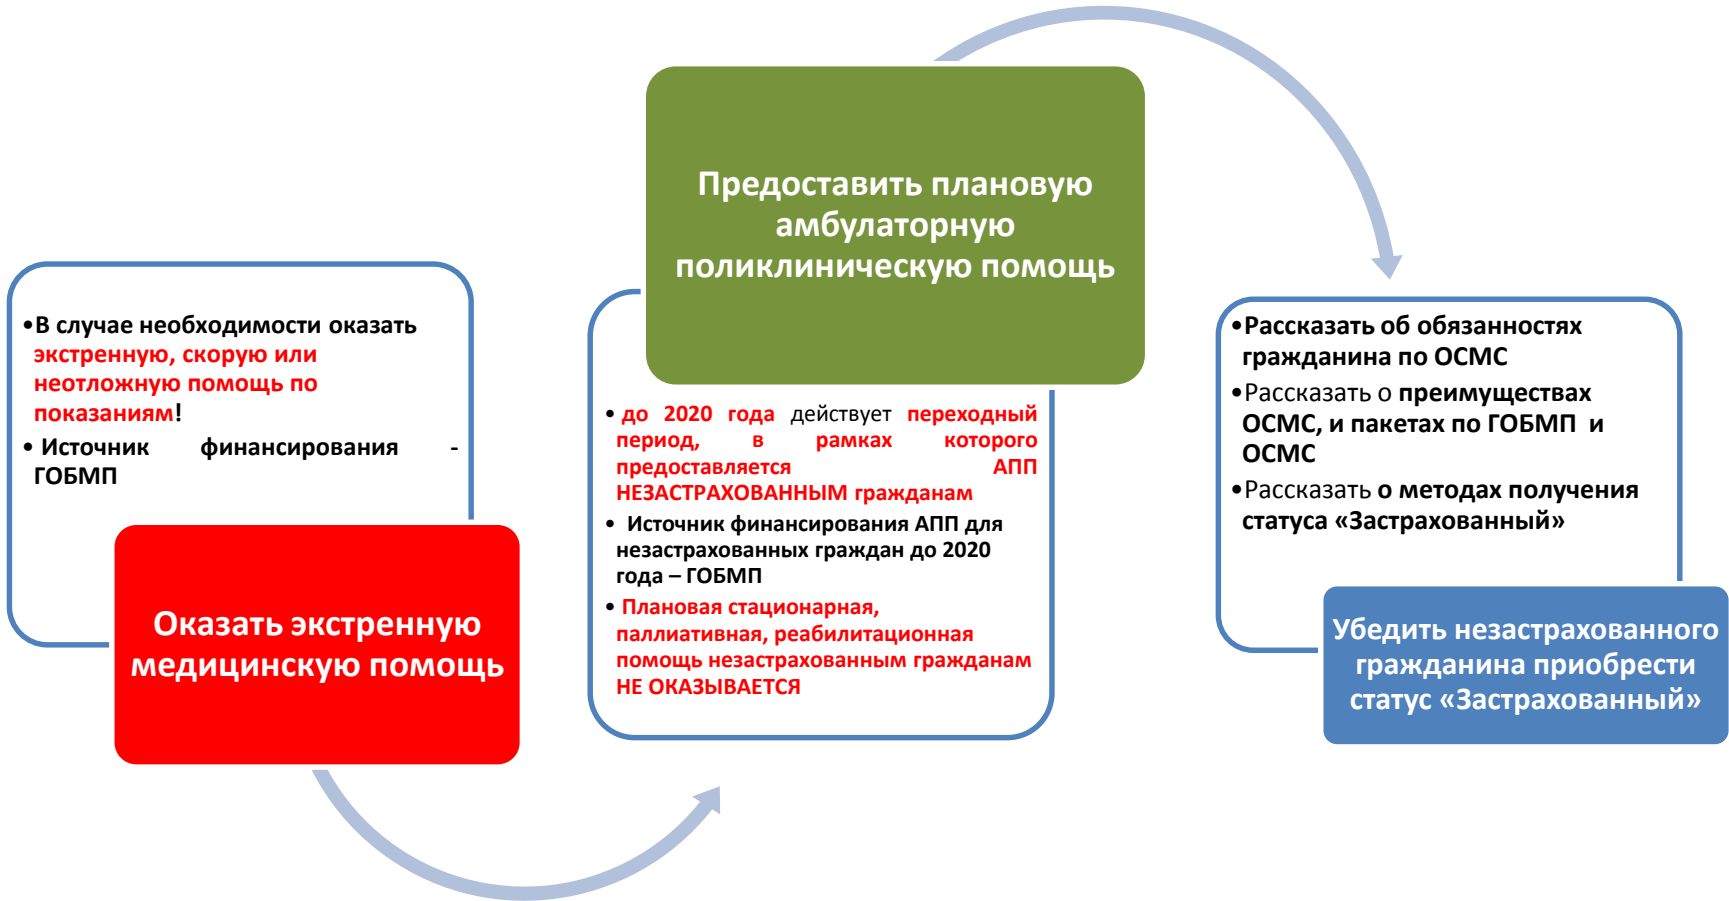 •В случае необходимости оказать
экстренную, скорую или
неотложную помощь по
показаниям!
• Источник финансирования -
ГОБМП
Оказать экстренную
медицинскую помощь
Предоставить плановую
амбулаторную
поликлиническую помощь
• до 2020 года действует переходный
период, в рамках которого
предоставляется АПП
НЕЗАСТРАХОВАННЫМ гражданам
• Источник финансирования АПП для
незастрахованных граждан до 2020
года – ГОБМП
• Плановая стационарная,
паллиативная, реабилитационная
помощь незастрахованным гражданам
НЕ ОКАЗЫВАЕТСЯ
•Рассказать об обязанностях
гражданина по ОСМС
•Рассказать о преимуществах
ОСМС, и пакетах по ГОБМП и
ОСМС
•Рассказать о методах получения
статуса «Застрахованный»
Убедить незастрахованного
гражданина приобрести
статус «Застрахованный»